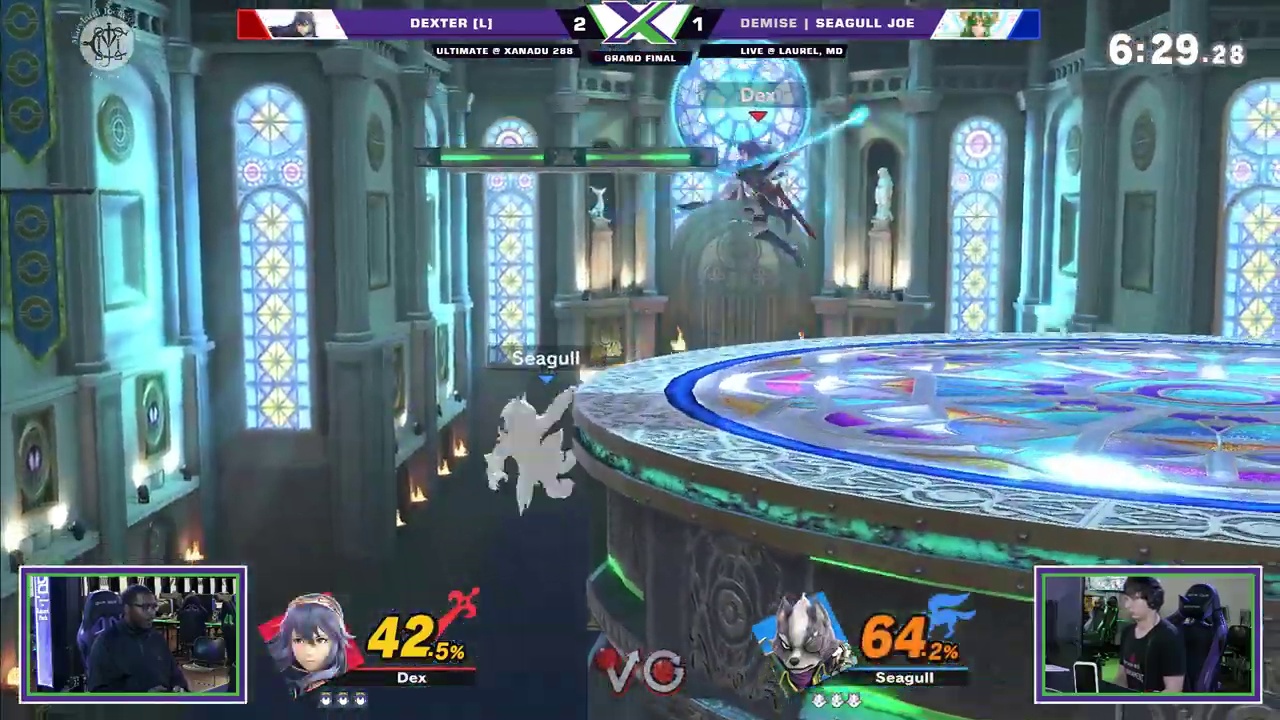 DEXTER [L]
2
1
DEMISE | SEAGULL JOE
ULTIMATE @ XANADU 288
GRAND FINAL
LIVE @ LAUREL, MD
6:29.28
Dex
Seagull
42.5%
Dex
64.2%
Seagull